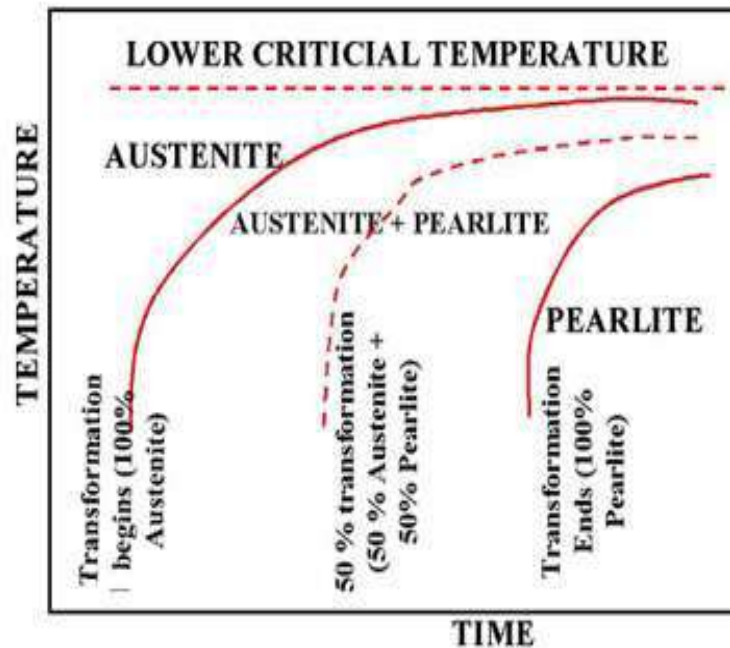 LOWER CRITICIAL TEMPERATURE
AUSTENITE
AUSTENITE + PEARLITE
PEARLITE
TEMPERATURE
Transformation
| begins (100%
Austenite)
50 % transformation
(50 % Austenite +
50% Pearlite)
Transformation
Ends (100%
Pearlite)
TIME